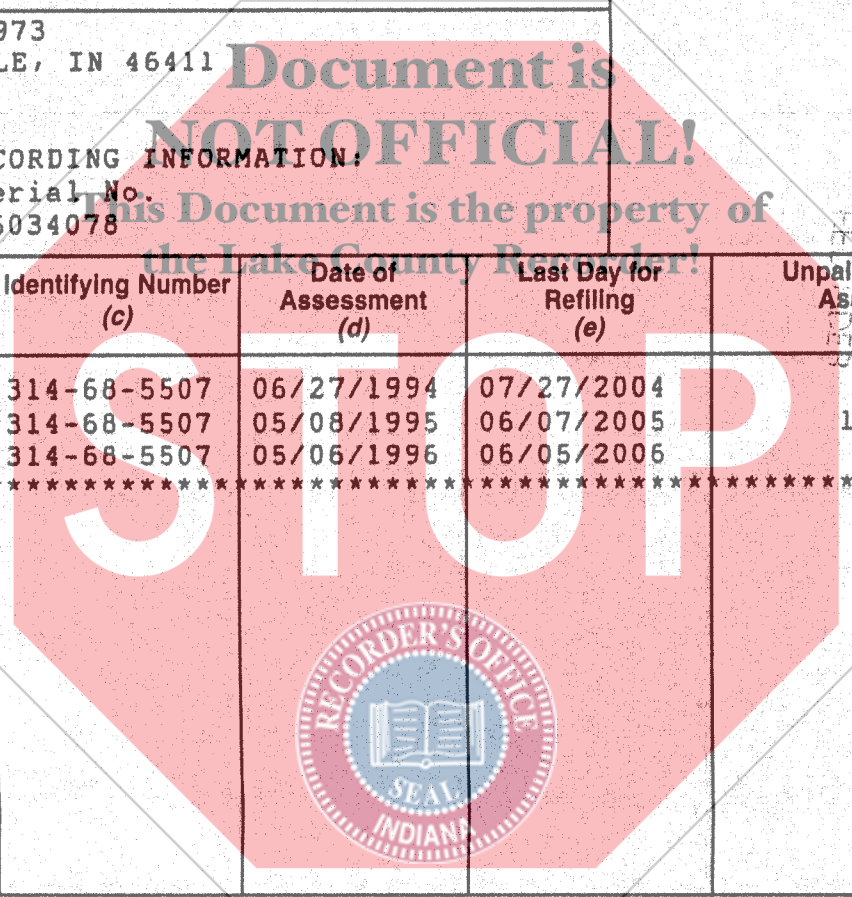 973
LE, IN 46411
Document is
NOT OFFICIAL!
CORDING INFORMATION:
erial No.
This Document is the property of
5034078
the Lake County Recorder!
Identifying Number (c) Date of Assessment (d) Last Day for Refiling (e) Unpai As
314-68-5507 06/27/1994 07/27/2004
314-68-5507 05/08/1995 06/07/2005 1
314-68-5507 05/06/1996 06/05/2006
STOP
RECORDER'S OFFICE
SEAL
INDIANA